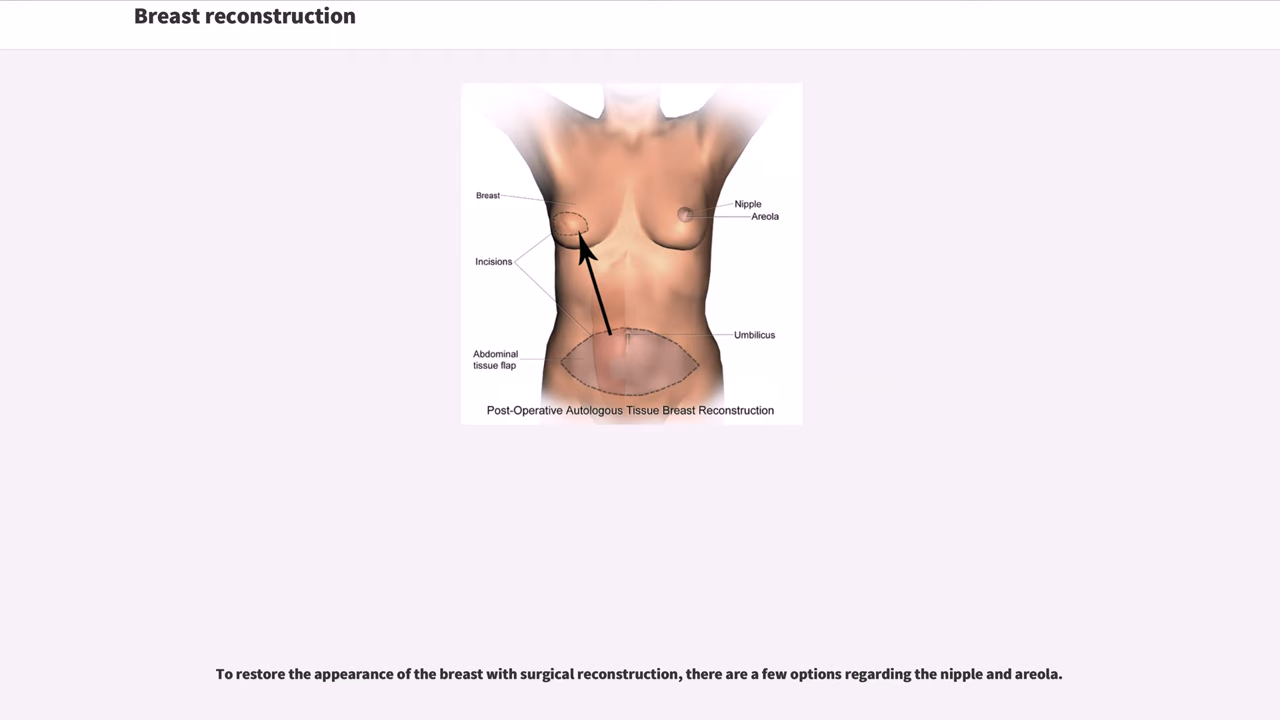 Breast reconstruction
Breast
Nipple
Areola
Incisions
Umbilicus
Abdominal
tissue flap
Post-Operative Autologous Tissue Breast Reconstruction
To restore the appearance of the breast with surgical reconstruction, there are a few options regarding the nipple and areola.